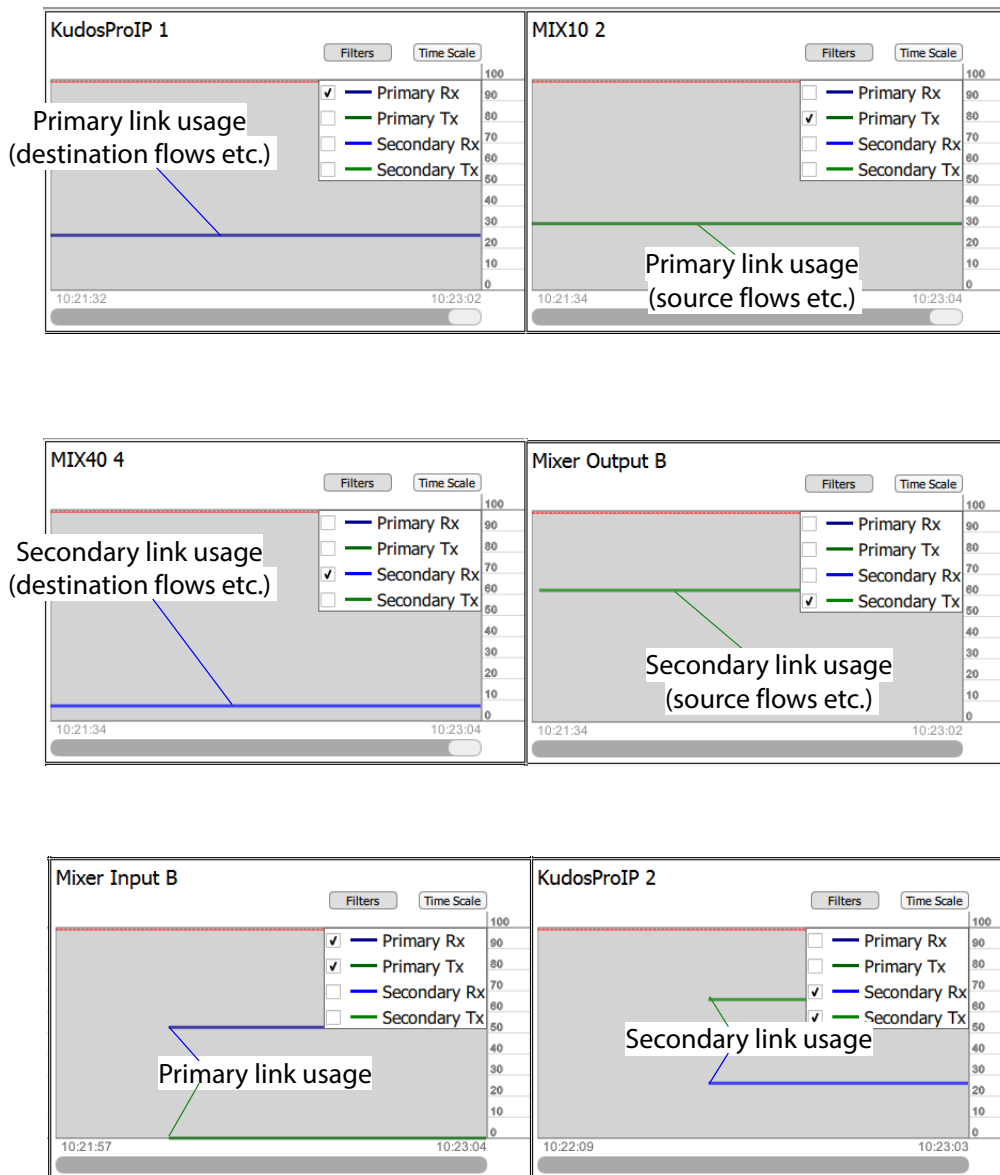 KudosProIP 1
Filters
Time Scale
100
Primary Rx
90
Primary Tx
80
Secondary Rx
70
Secondary Tx
60
50
40
30
20
10
0
Primary link usage
(destination flows etc.)
10:21:32
10:23:02
MIX10 2
Filters
Time Scale
100
Primary Rx
90
Primary Tx
80
Secondary Rx
70
Secondary Tx
60
50
40
30
20
10
0
Primary link usage
(source flows etc.)
10:21:34
10:23:04
MIX40 4
Filters
Time Scale
100
Primary Rx
90
Primary Tx
80
Secondary Rx
70
Secondary Tx
60
50
40
30
20
10
0
Secondary link usage
(destination flows etc.)
10:21:34
10:23:04
Mixer Output B
Filters
Time Scale
100
Primary Rx
90
Primary Tx
80
Secondary Rx
70
Secondary Tx
60
50
40
30
20
10
0
Secondary link usage
(source flows etc.)
10:21:34
10:23:02
Mixer Input B
Filters
Time Scale
100
Primary Rx
90
Primary Tx
80
Secondary Rx
70
Secondary Tx
60
50
40
30
20
10
0
Primary link usage
10:21:57
10:23:04
KudosProIP 2
Filters
Time Scale
100
Primary Rx
90
Primary Tx
80
Secondary Rx
70
Secondary Tx
60
50
40
30
20
10
0
Secondary link usage
10:22:09
10:23:03